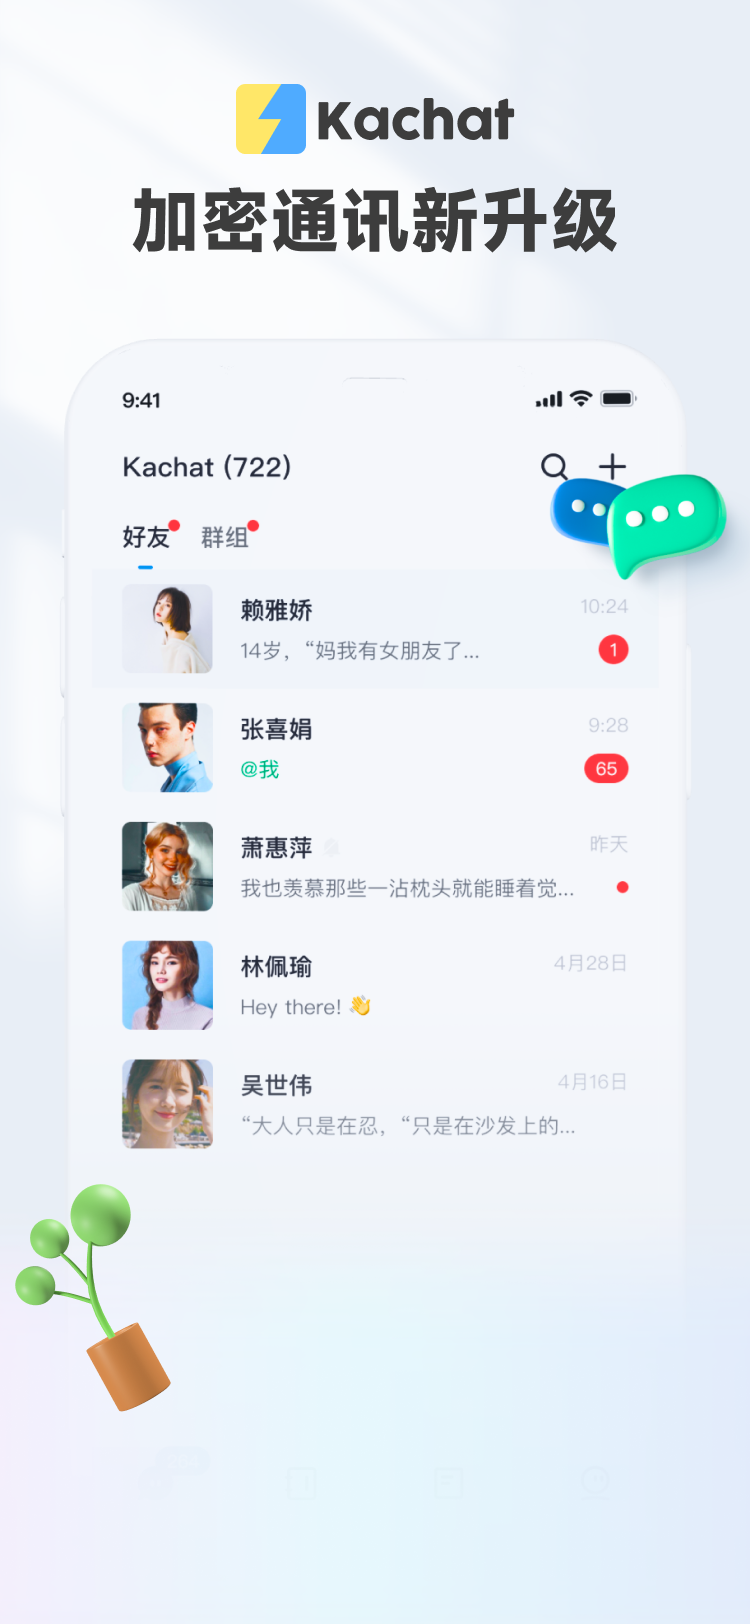 Kachat
加密通讯新升级
9:41
Kachat (722)
好友 群组
赖雅娇 10:24
14岁，“妈我有女朋友了... 1
张喜娟 9:28
@我 65
萧惠萍 昨天
我也羡慕那些一沾枕头就能睡着觉...
林佩瑜 4月28日
Hey there! 👋
吴世伟 4月16日
“大人只是在忍，“只是在沙发上的...